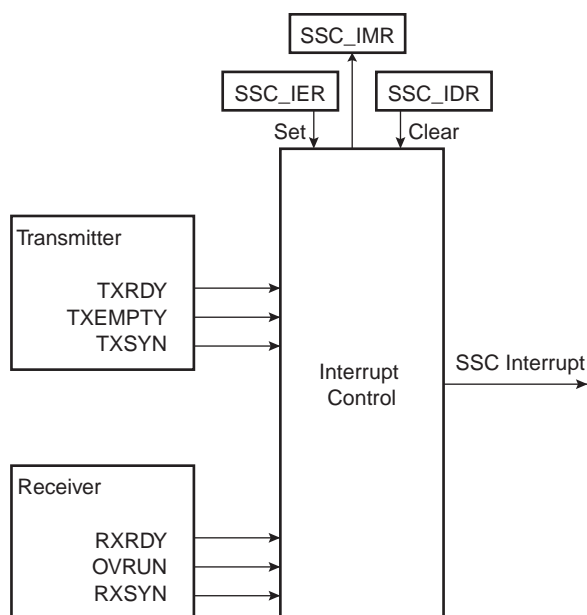 SSC_IMR
SSC_IER
SSC_IDR
Set
Clear
Transmitter
TXRDY
TXEMPTY
TXSYN
Interrupt
Control
SSC Interrupt
Receiver
RXRDY
OVRUN
RXSYN